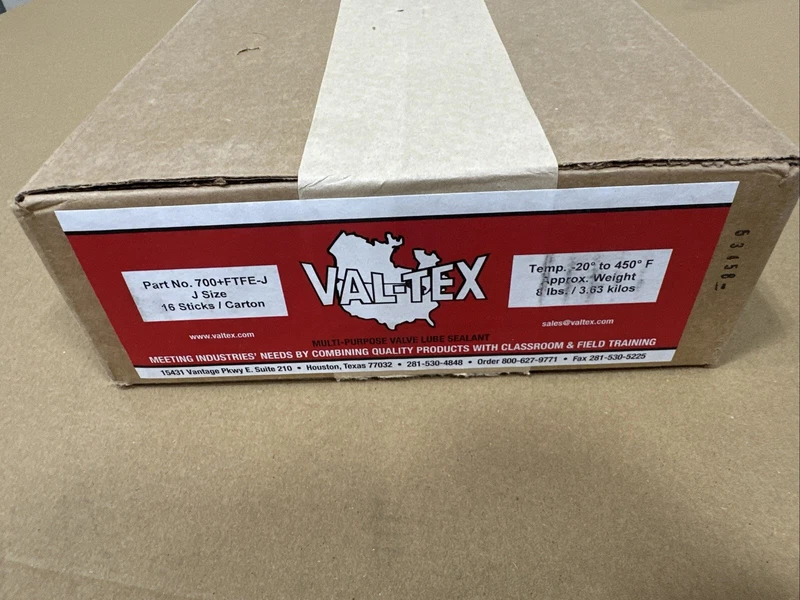 Part No. 700+FTFE-J
J Size
16 Sticks / Carton
www.valtex.com
VAL-TEX
Temp. -20° to 450° F
Approx. Weight
8 lbs. / 3.63 kilos
sales@valtex.com
MULTI-PURPOSE VALVE LUBE SEALANT
MEETING INDUSTRIES' NEEDS BY COMBINING QUALITY PRODUCTS WITH CLASSROOM & FIELD TRAINING
15431 Vantage Pkwy E. Suite 210 • Houston, Texas 77032 • 281-530-4848 • Order 800-627-9771 • Fax 281-530-5225